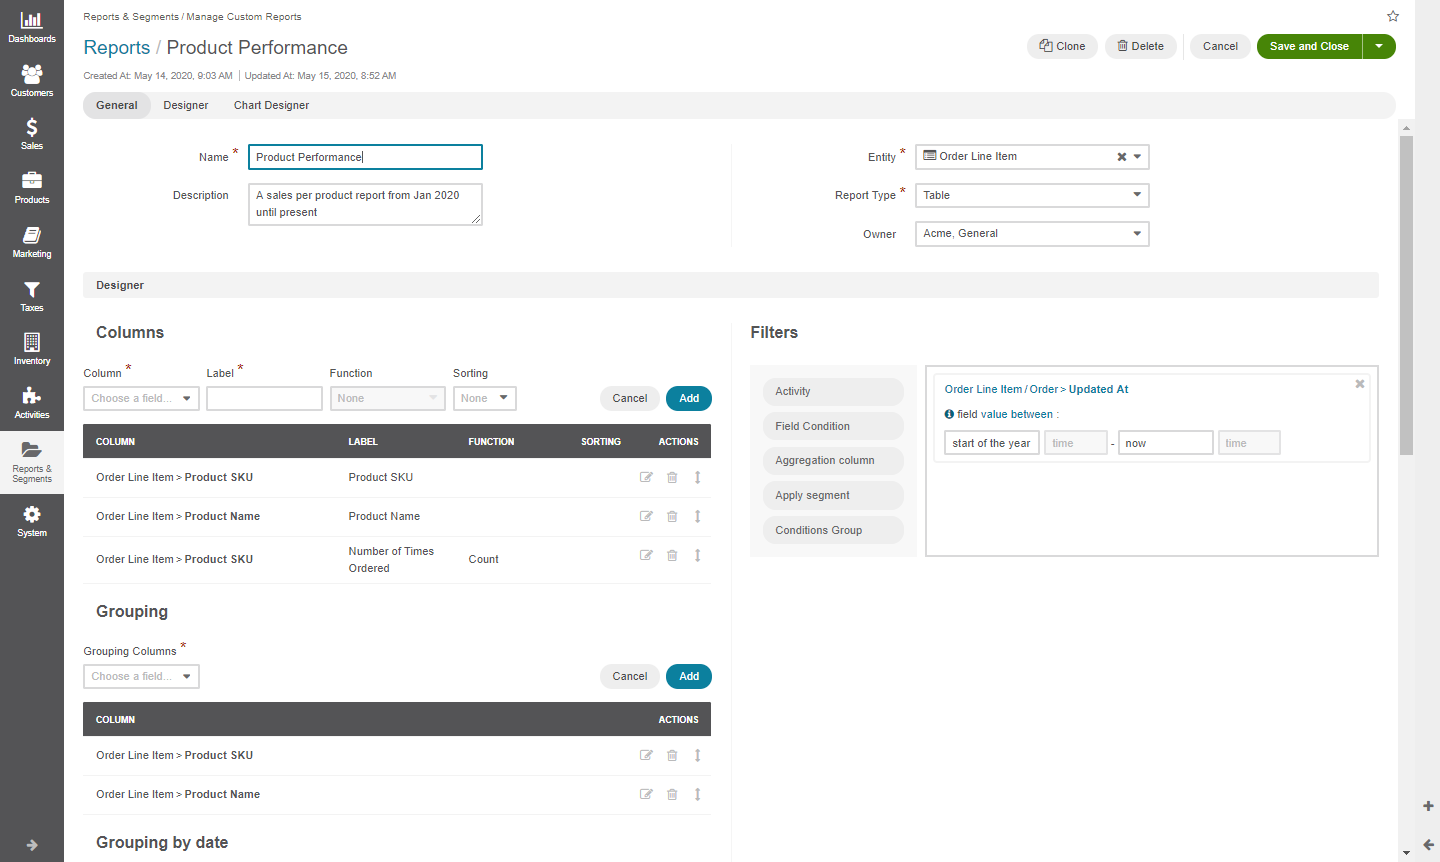 Reports & Segments / Manage Custom Reports
Reports / Product Performance
Clone
Delete
Cancel
Save and Close
Created At: May 14, 2020, 9:03 AM | Updated At: May 15, 2020, 8:52 AM
General
Designer
Chart Designer
Dashboards
Customers
Sales
Products
Marketing
Taxes
Inventory
Activities
Reports &
Segments
System
Name *
Product Performance
Description
A sales per product report from Jan 2020
until present
Entity *
Order Line Item
Report Type *
Table
Owner
Acme, General
Designer
Columns
Column *
Label *
Function
Sorting
Choose a field...
None
None
Cancel
Add
COLUMN LABEL FUNCTION SORTING ACTIONS
Order Line Item > Product SKU Product SKU
Order Line Item > Product Name Product Name
Order Line Item > Product SKU
Number of Times
Ordered
Count
Grouping
Grouping Columns *
Choose a field...
Cancel
Add
COLUMN ACTIONS
Order Line Item > Product SKU
Order Line Item > Product Name
Grouping by date
Filters
Activity
Field Condition
Aggregation column
Apply segment
Conditions Group
Order Line Item / Order > Updated At
field value between :
start of the year time - now time